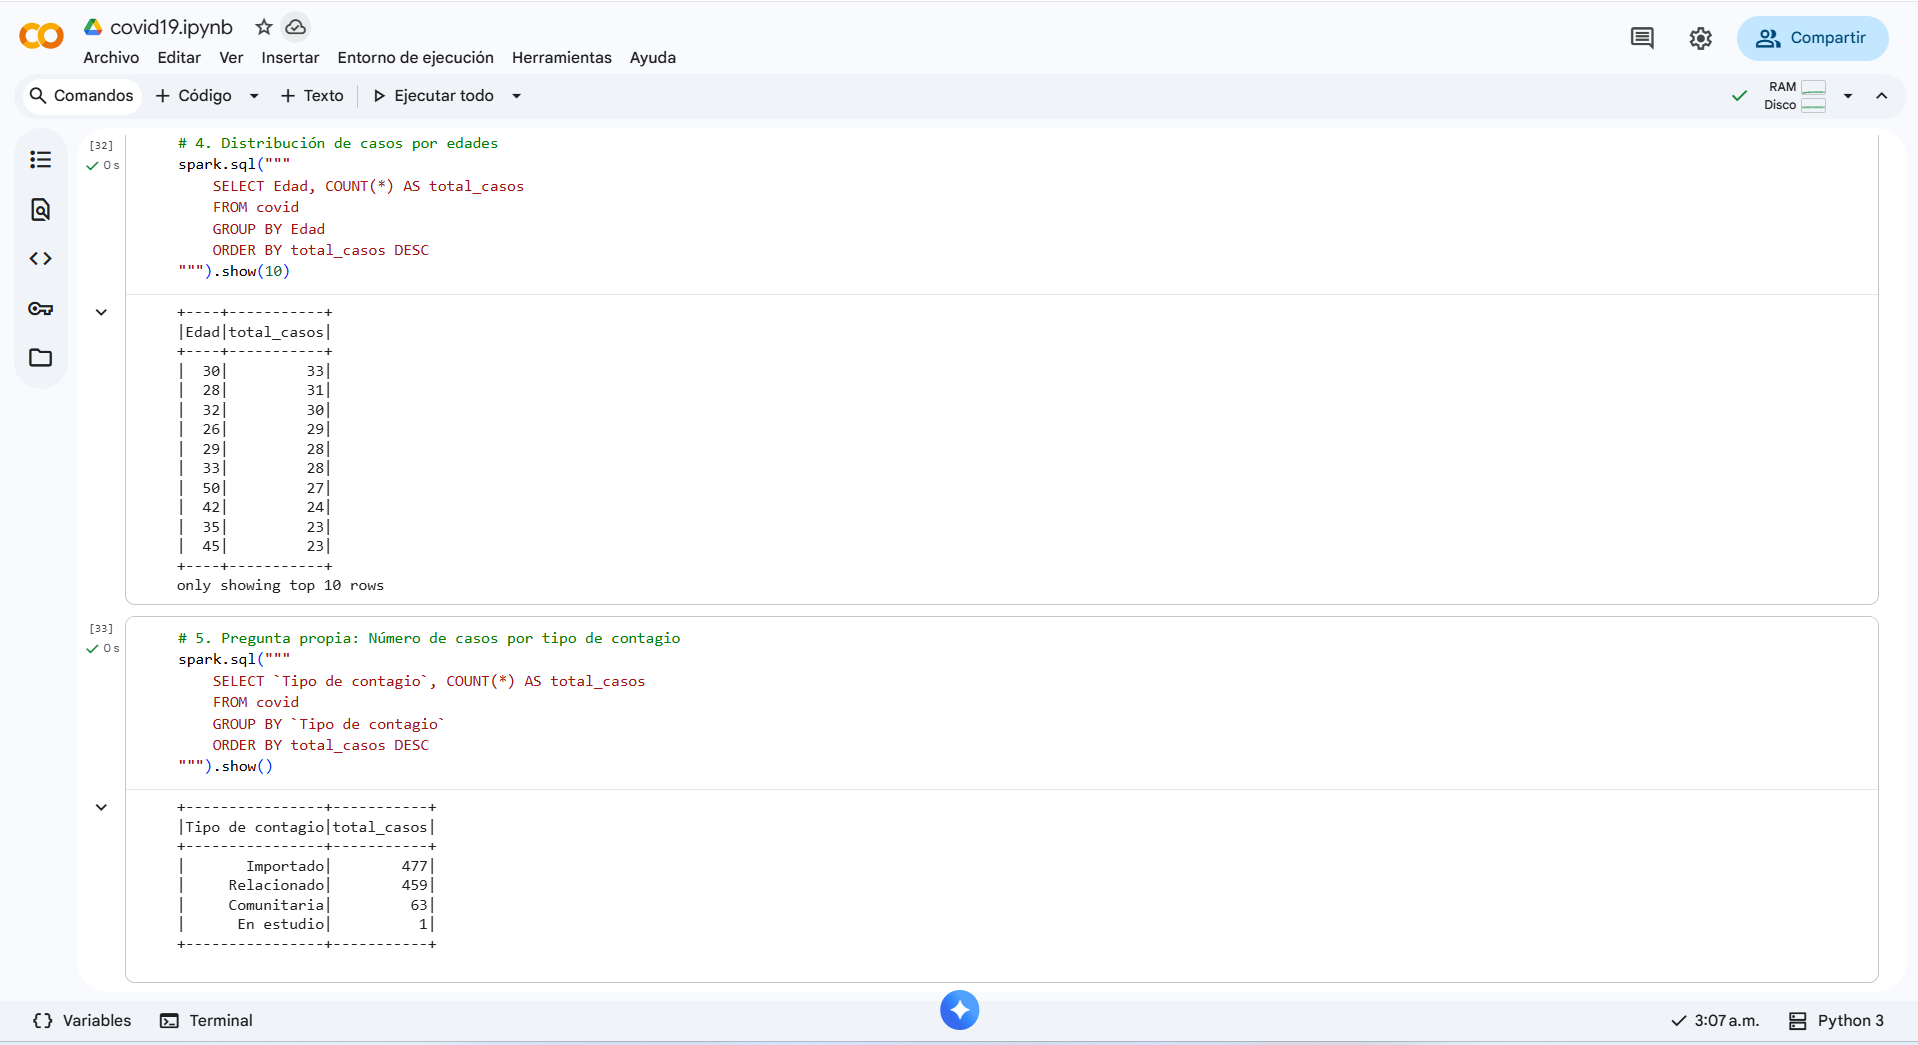 covid19.ipynb
Archivo Editar Ver Insertar Entorno de ejecución Herramientas Ayuda
Compartir
Comandos + Código + Texto Ejecutar todo
RAM
Disco
[32]
0 s
# 4. Distribución de casos por edades
spark.sql("""
    SELECT Edad, COUNT(*) AS total_casos
    FROM covid
    GROUP BY Edad
    ORDER BY total_casos DESC
""").show(10)
+----+-----------+
|Edad|total_casos|
+----+-----------+
|  30|         33|
|  28|         31|
|  32|         30|
|  26|         29|
|  29|         28|
|  33|         28|
|  50|         27|
|  42|         24|
|  35|         23|
|  45|         23|
+----+-----------+
only showing top 10 rows
[33]
0 s
# 5. Pregunta propia: Número de casos por tipo de contagio
spark.sql("""
    SELECT `Tipo de contagio`, COUNT(*) AS total_casos
    FROM covid
    GROUP BY `Tipo de contagio`
    ORDER BY total_casos DESC
""").show()
+----------------+-----------+
|Tipo de contagio|total_casos|
+----------------+-----------+
|       Importado|        477|
|     Relacionado|        459|
|     Comunitaria|         63|
|      En estudio|          1|
+----------------+-----------+
Variables Terminal
3:07 a.m. Python 3